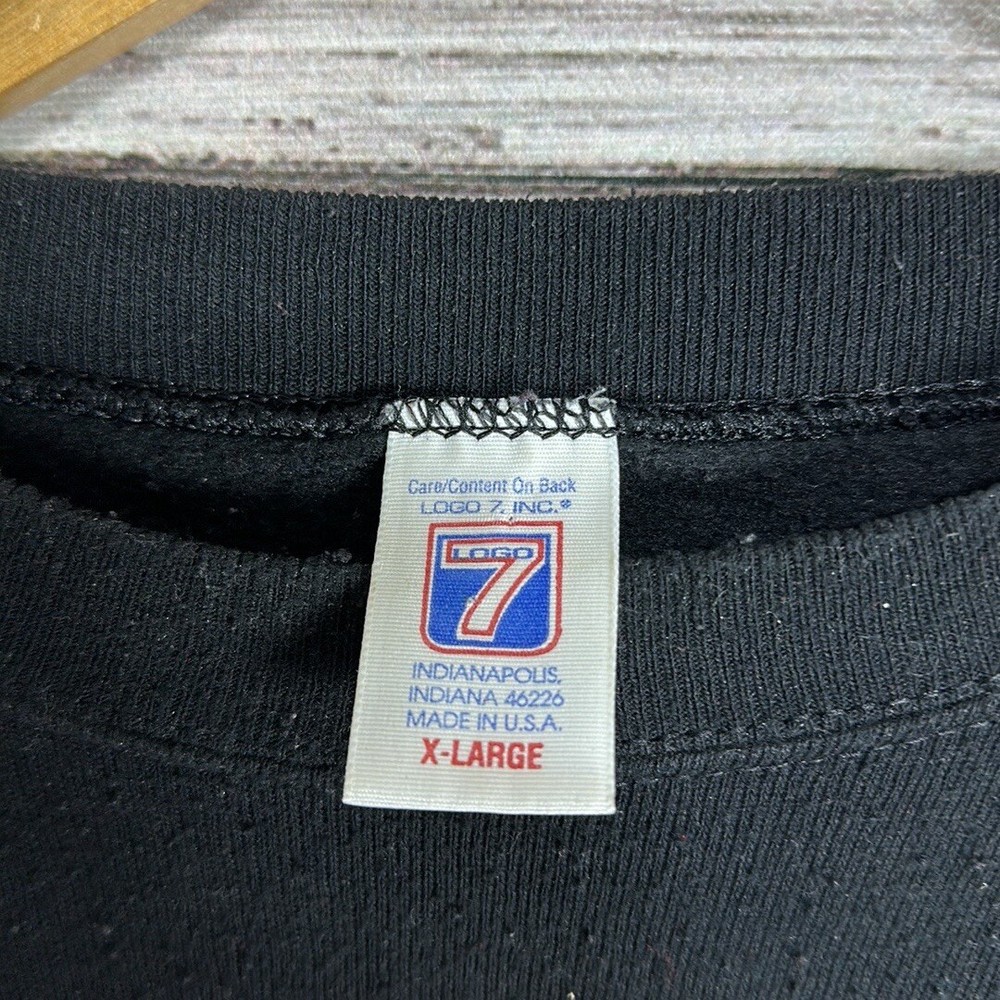 Care/Content On Back
LOGO 7, INC.®
LOGO
7
INDIANAPOLIS,
INDIANA 46226
MADE IN U.S.A.
X-LARGE